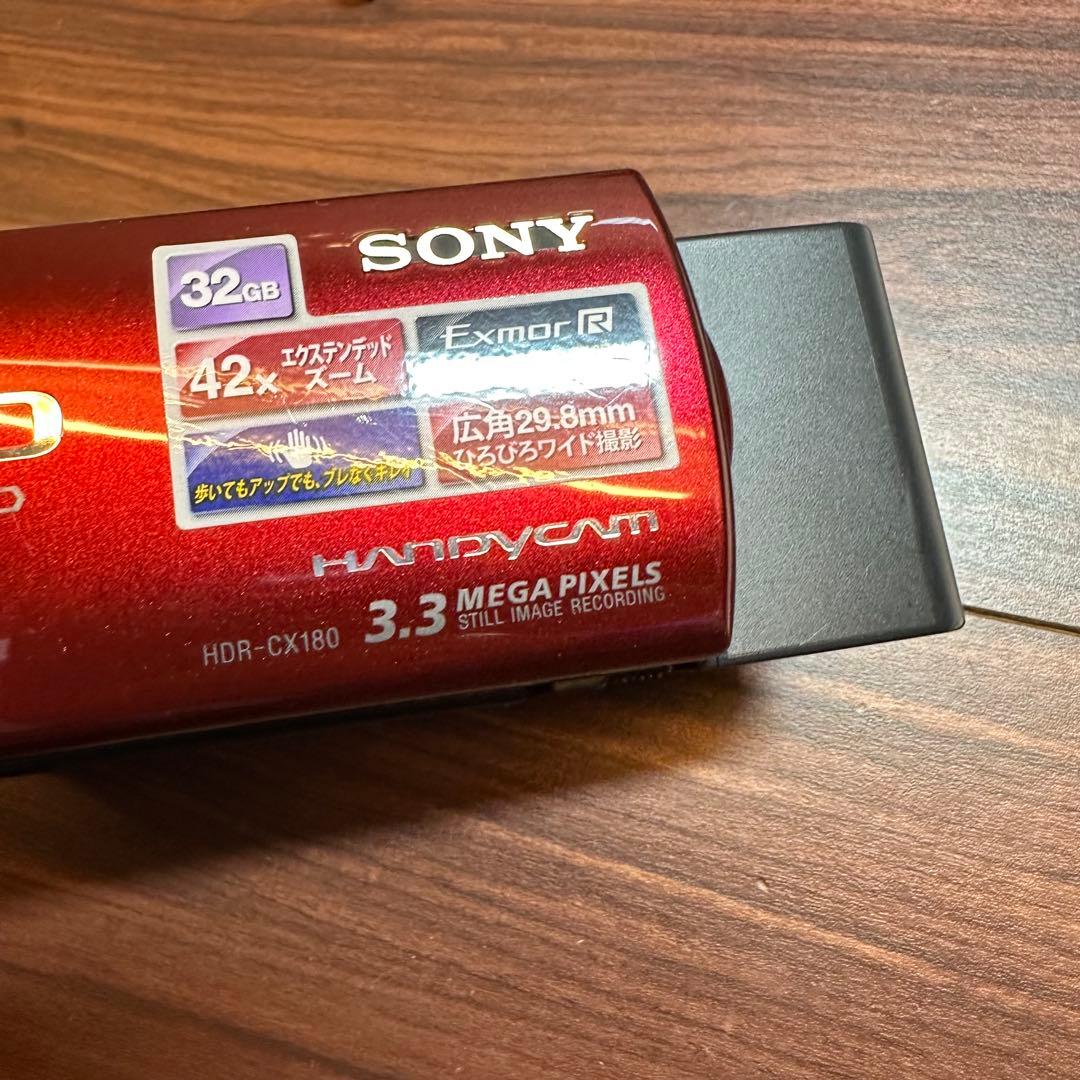 SONY
32GB
42x エクステンデッド
ズーム
Exmor R
歩いてもアップでも、ブレなくキレイ
広角29.8mm
ひろびろワイド撮影
HANDYCAM
3.3 MEGA PIXELS
STILL IMAGE RECORDING
HDR-CX180
D